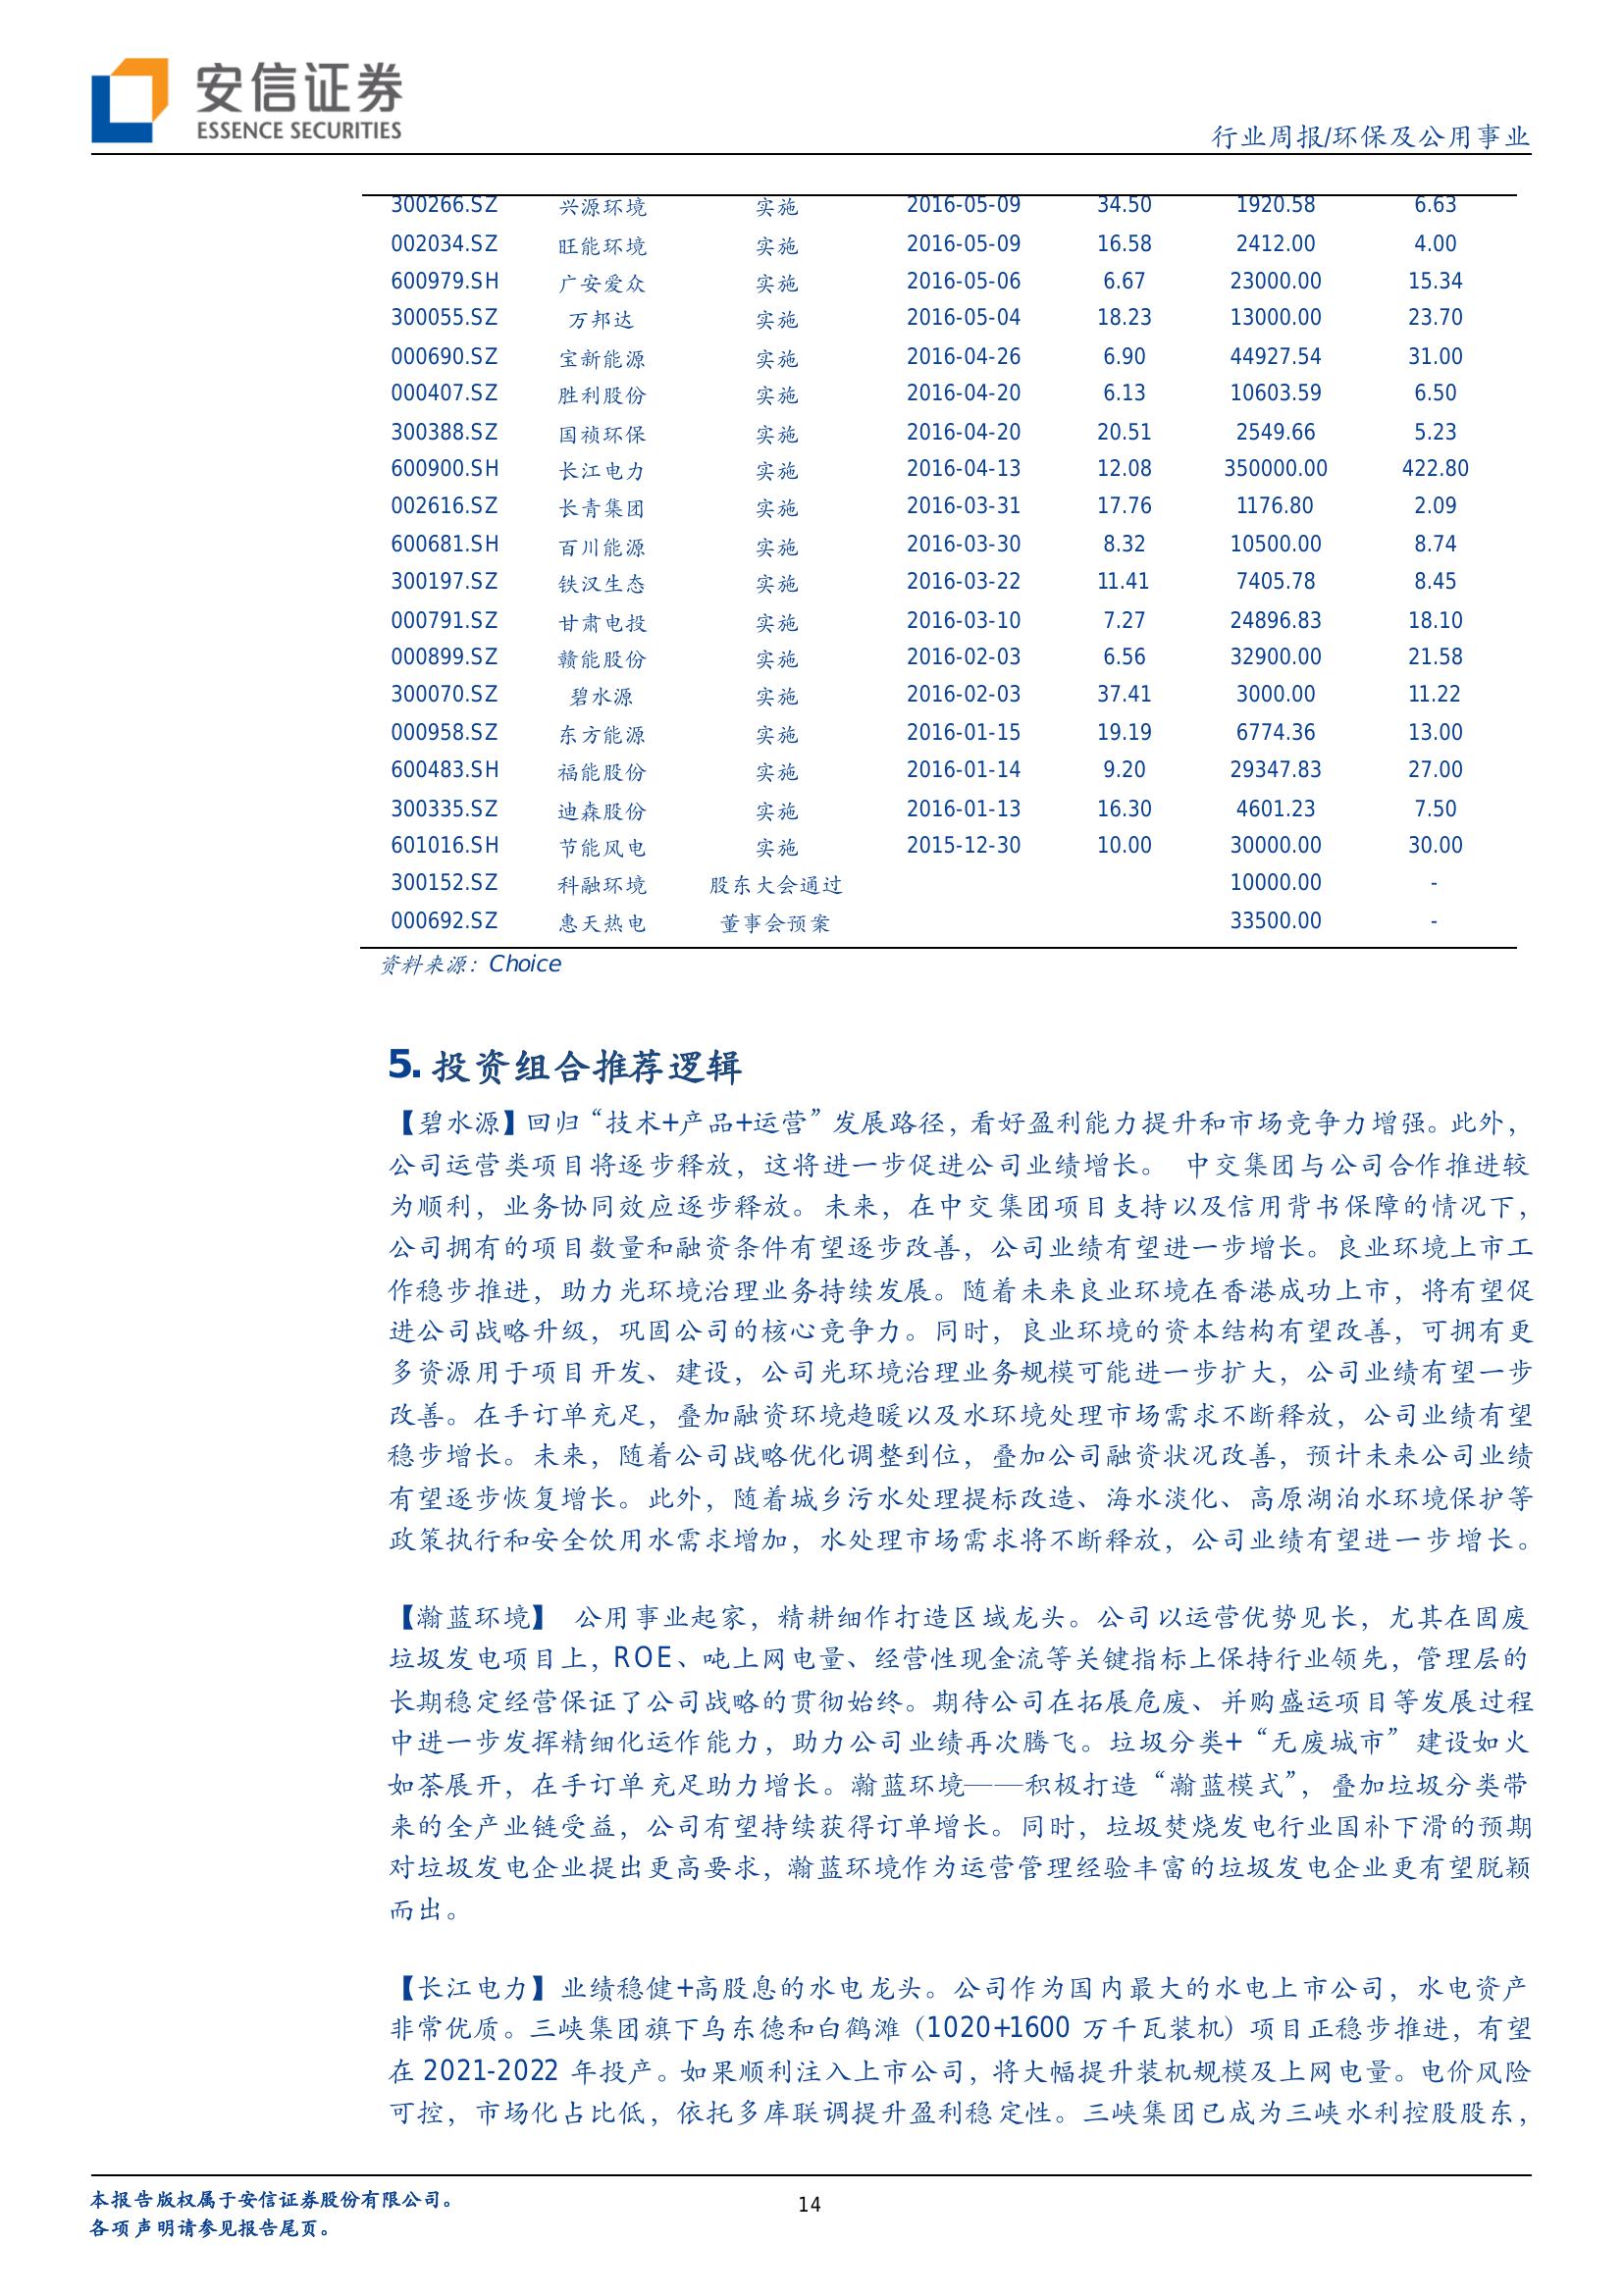 安信证券
ESSENCE SECURITIES
行业周报/环保及公用事业
300266.SZ 兴源环境 实施 2016-05-09 34.50 1920.58 6.63
002034.SZ 旺能环境 实施 2016-05-09 16.58 2412.00 4.00
600979.SH 广安爱众 实施 2016-05-06 6.67 23000.00 15.34
300055.SZ 万邦达 实施 2016-05-04 18.23 13000.00 23.70
000690.SZ 宝新能源 实施 2016-04-26 6.90 44927.54 31.00
000407.SZ 胜利股份 实施 2016-04-20 6.13 10603.59 6.50
300388.SZ 国祯环保 实施 2016-04-20 20.51 2549.66 5.23
600900.SH 长江电力 实施 2016-04-13 12.08 350000.00 422.80
002616.SZ 长青集团 实施 2016-03-31 17.76 1176.80 2.09
600681.SH 百川能源 实施 2016-03-30 8.32 10500.00 8.74
300197.SZ 铁汉生态 实施 2016-03-22 11.41 7405.78 8.45
000791.SZ 甘肃电投 实施 2016-03-10 7.27 24896.83 18.10
000899.SZ 赣能股份 实施 2016-02-03 6.56 32900.00 21.58
300070.SZ 碧水源 实施 2016-02-03 37.41 3000.00 11.22
000958.SZ 东方能源 实施 2016-01-15 19.19 6774.36 13.00
600483.SH 福能股份 实施 2016-01-14 9.20 29347.83 27.00
300335.SZ 迪森股份 实施 2016-01-13 16.30 4601.23 7.50
601016.SH 节能风电 实施 2015-12-30 10.00 30000.00 30.00
300152.SZ 科融环境 股东大会通过 10000.00 -
000692.SZ 惠天热电 董事会预案 33500.00 -
资料来源：Choice
5. 投资组合推荐逻辑
【碧水源】回归“技术+产品+运营”发展路径，看好盈利能力提升和市场竞争力增强。此外，
公司运营类项目将逐步释放，这将进一步促进公司业绩增长。 中交集团与公司合作推进较
为顺利，业务协同效应逐步释放。未来，在中交集团项目支持以及信用背书保障的情况下，
公司拥有的项目数量和融资条件有望逐步改善，公司业绩有望进一步增长。良业环境上市工
作稳步推进，助力光环境治理业务持续发展。随着未来良业环境在香港成功上市，将有望促
进公司战略升级，巩固公司的核心竞争力。同时，良业环境的资本结构有望改善，可拥有更
多资源用于项目开发、建设，公司光环境治理业务规模可能进一步扩大，公司业绩有望一步
改善。在手订单充足，叠加融资环境趋暖以及水环境处理市场需求不断释放，公司业绩有望
稳步增长。未来，随着公司战略优化调整到位，叠加公司融资状况改善，预计未来公司业绩
有望逐步恢复增长。此外，随着城乡污水处理提标改造、海水淡化、高原湖泊水环境保护等
政策执行和安全饮用水需求增加，水处理市场需求将不断释放，公司业绩有望进一步增长。
【瀚蓝环境】 公用事业起家，精耕细作打造区域龙头。公司以运营优势见长，尤其在固废
垃圾发电项目上，ROE、吨上网电量、经营性现金流等关键指标上保持行业领先，管理层的
长期稳定经营保证了公司战略的贯彻始终。期待公司在拓展危废、并购盛运项目等发展过程
中进一步发挥精细化运作能力，助力公司业绩再次腾飞。垃圾分类+“无废城市”建设如火
如荼展开，在手订单充足助力增长。瀚蓝环境——积极打造“瀚蓝模式”，叠加垃圾分类带
来的全产业链受益，公司有望持续获得订单增长。同时，垃圾焚烧发电行业国补下滑的预期
对垃圾发电企业提出更高要求，瀚蓝环境作为运营管理经验丰富的垃圾发电企业更有望脱颖
而出。
【长江电力】业绩稳健+高股息的水电龙头。公司作为国内最大的水电上市公司，水电资产
非常优质。三峡集团旗下乌东德和白鹤滩（1020+1600 万千瓦装机）项目正稳步推进，有望
在 2021-2022 年投产。如果顺利注入上市公司，将大幅提升装机规模及上网电量。电价风险
可控，市场化占比低，依托多库联调提升盈利稳定性。三峡集团已成为三峡水利控股股东，
本报告版权属于安信证券股份有限公司。
14
各项声明请参见报告尾页。